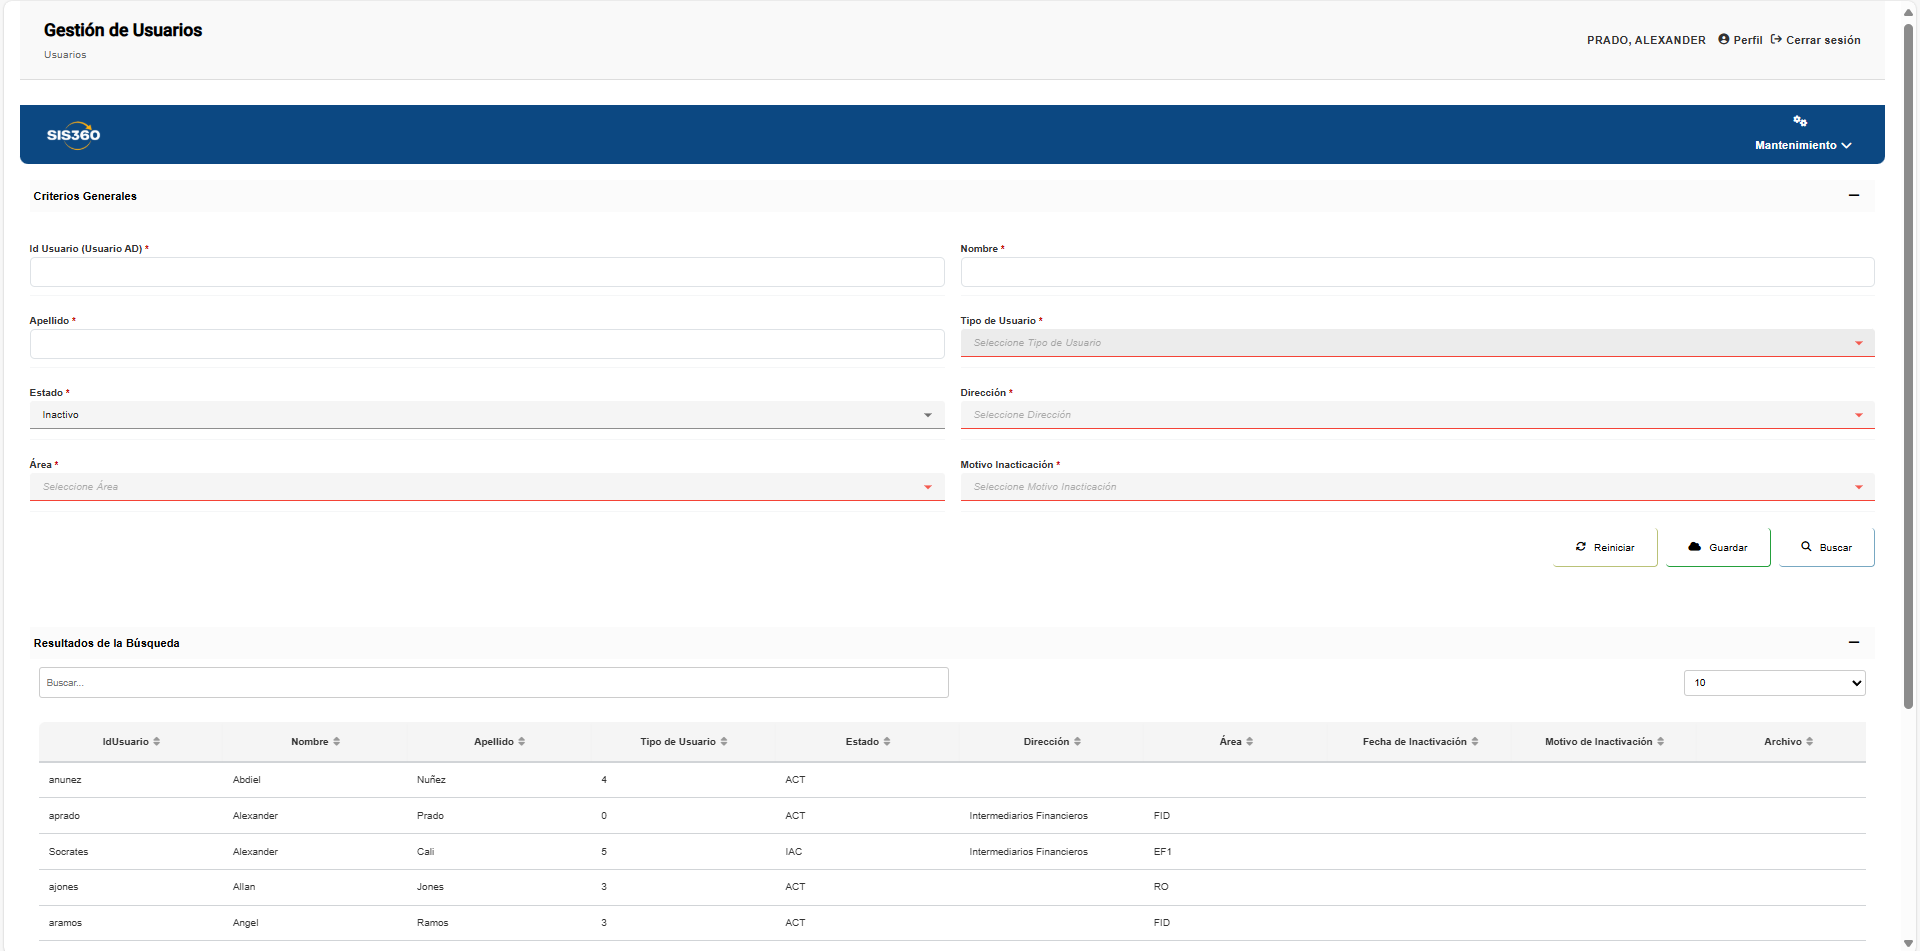 Gestión de Usuarios
Usuarios
PRADO, ALEXANDER Perfil Cerrar sesión
SIS360
Mantenimiento
Criterios Generales
Id Usuario (Usuario AD) *
Nombre *
Apellido *
Tipo de Usuario *
Seleccione Tipo de Usuario
Estado *
Inactivo
Dirección *
Seleccione Dirección
Área *
Seleccione Área
Motivo Inacticación *
Seleccione Motivo Inacticación
Reiniciar Guardar Buscar
Resultados de la Búsqueda
Buscar...
10
IdUsuario Nombre Apellido Tipo de Usuario Estado Dirección Área Fecha de Inactivación Motivo de Inactivación Archivo
anunez Abdiel Nuñez 4 ACT
aprado Alexander Prado 0 ACT Intermediarios Financieros FID
Socrates Alexander Cali 5 IAC Intermediarios Financieros EF1
ajones Allan Jones 3 ACT RO
aramos Angel Ramos 3 ACT FID